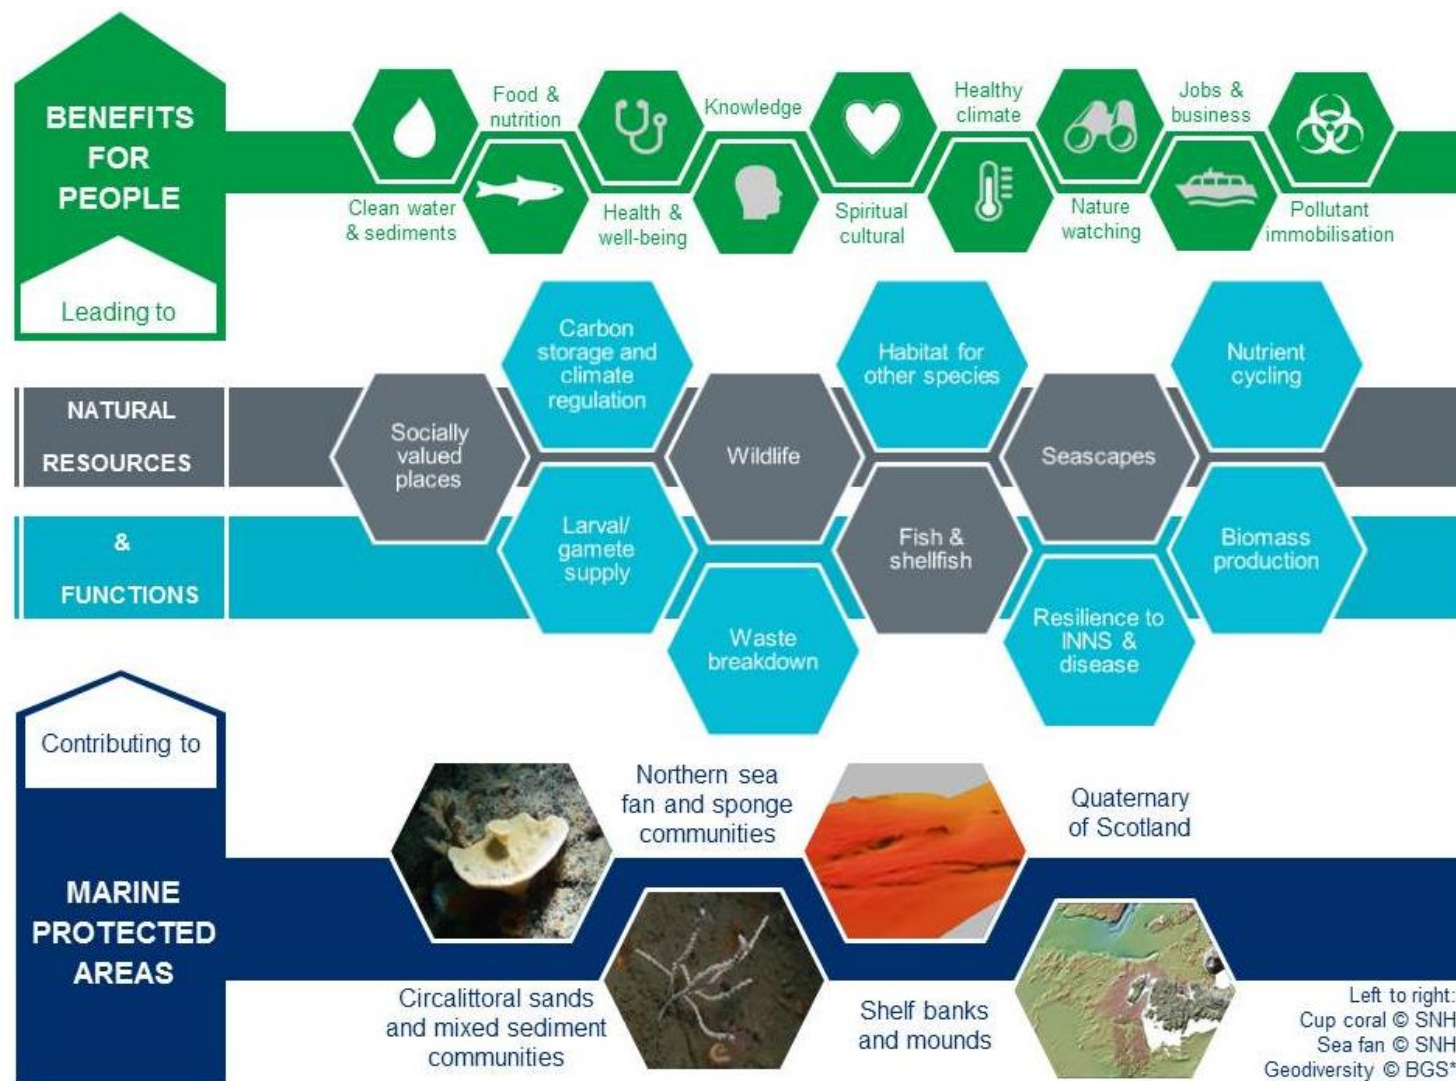 BENEFITS
FOR
PEOPLE
Leading to
Clean water
& sediments
Food &
nutrition
Health &
well-being
Knowledge
Spiritual
cultural
Healthy
climate
Nature
watching
Jobs &
business
Pollutant
immobilisation
NATURAL
RESOURCES
&
FUNCTIONS
Socially
valued
places
Carbon
storage and
climate
regulation
Larval/
gamete
supply
Wildlife
Waste
breakdown
Habitat for
other species
Fish &
shellfish
Seascapes
Resilience to
INNS &
disease
Nutrient
cycling
Biomass
production
Contributing to
MARINE
PROTECTED
AREAS
Circalittoral sands
and mixed sediment
communities
Northern sea
fan and sponge
communities
Shelf banks
and mounds
Quaternary
of Scotland
Left to right:
Cup coral © SNH
Sea fan © SNH
Geodiversity © BGS*